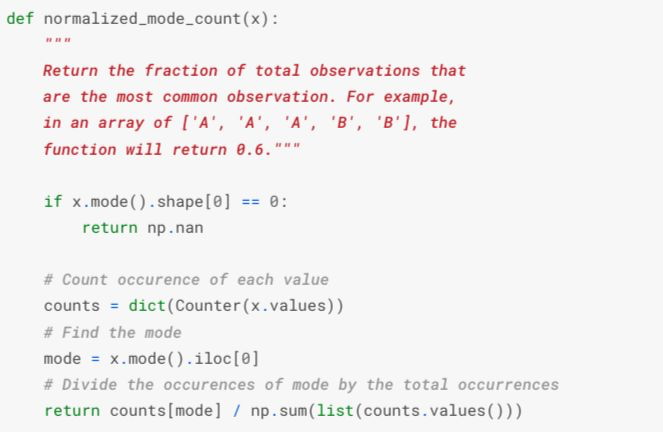 def normalized_mode_count(x):
    """
    Return the fraction of total observations that
    are the most common observation. For example,
    in an array of ['A', 'A', 'A', 'B', 'B'], the
    function will return 0.6."""
    if x.mode().shape[0] == 0:
        return np.nan
    # Count occurence of each value
    counts = dict(Counter(x.values))
    # Find the mode
    mode = x.mode().iloc[0]
    # Divide the occurences of mode by the total occurrences
    return counts[mode] / np.sum(list(counts.values()))